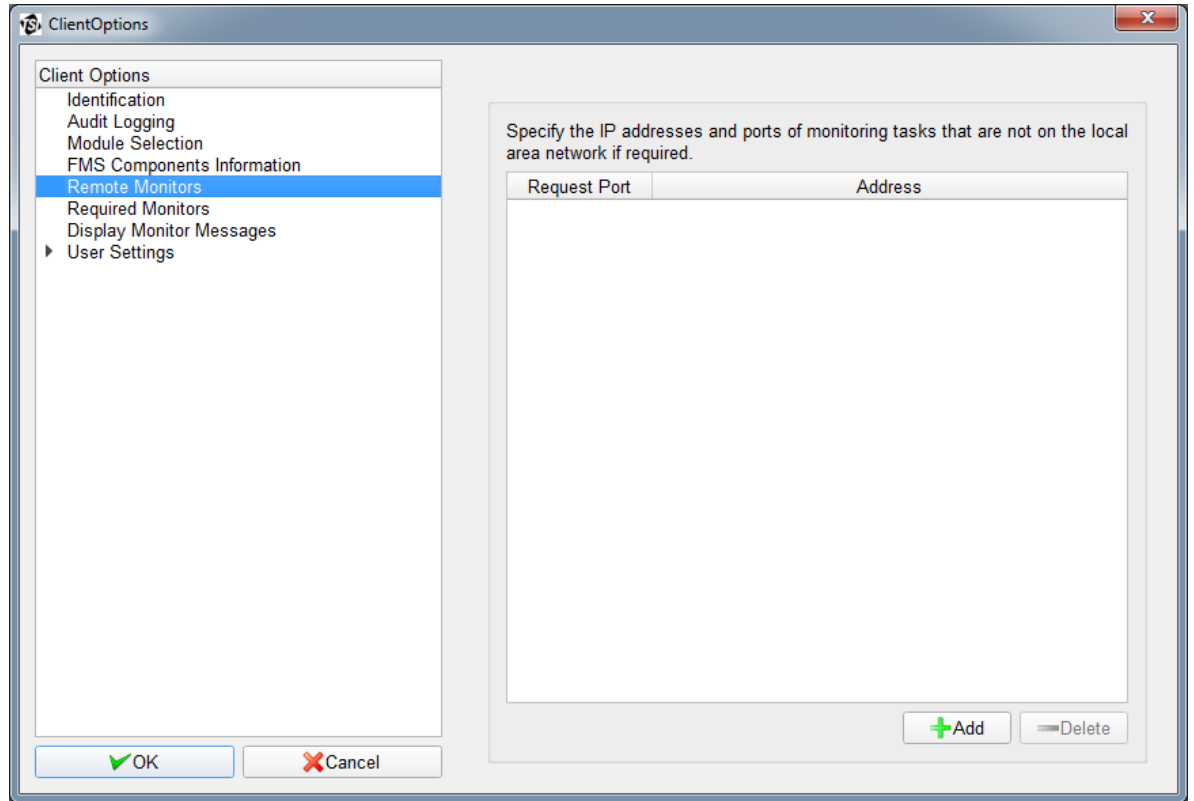 TSI ClientOptions
Client Options
Identification
Audit Logging
Module Selection
FMS Components Information
Remote Monitors
Required Monitors
Display Monitor Messages
User Settings
OK
Cancel
Specify the IP addresses and ports of monitoring tasks that are not on the local
area network if required.
Request Port Address
Add Delete